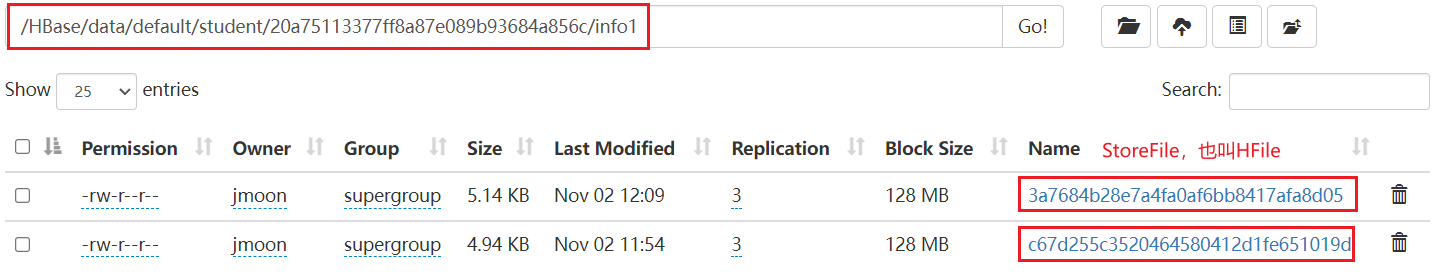 /HBase/data/default/student/20a75113377ff8a87e089b93684a856c/info1 Go!
Show 25 entries Search:
Permission Owner Group Size Last Modified Replication Block Size Name StoreFile，也叫HFile
-rw-r--r-- jmoon supergroup 5.14 KB Nov 02 12:09 3 128 MB 3a7684b28e7a4fa0af6bb8417afa8d05
-rw-r--r-- jmoon supergroup 4.94 KB Nov 02 11:54 3 128 MB c67d255c3520464580412d1fe651019d